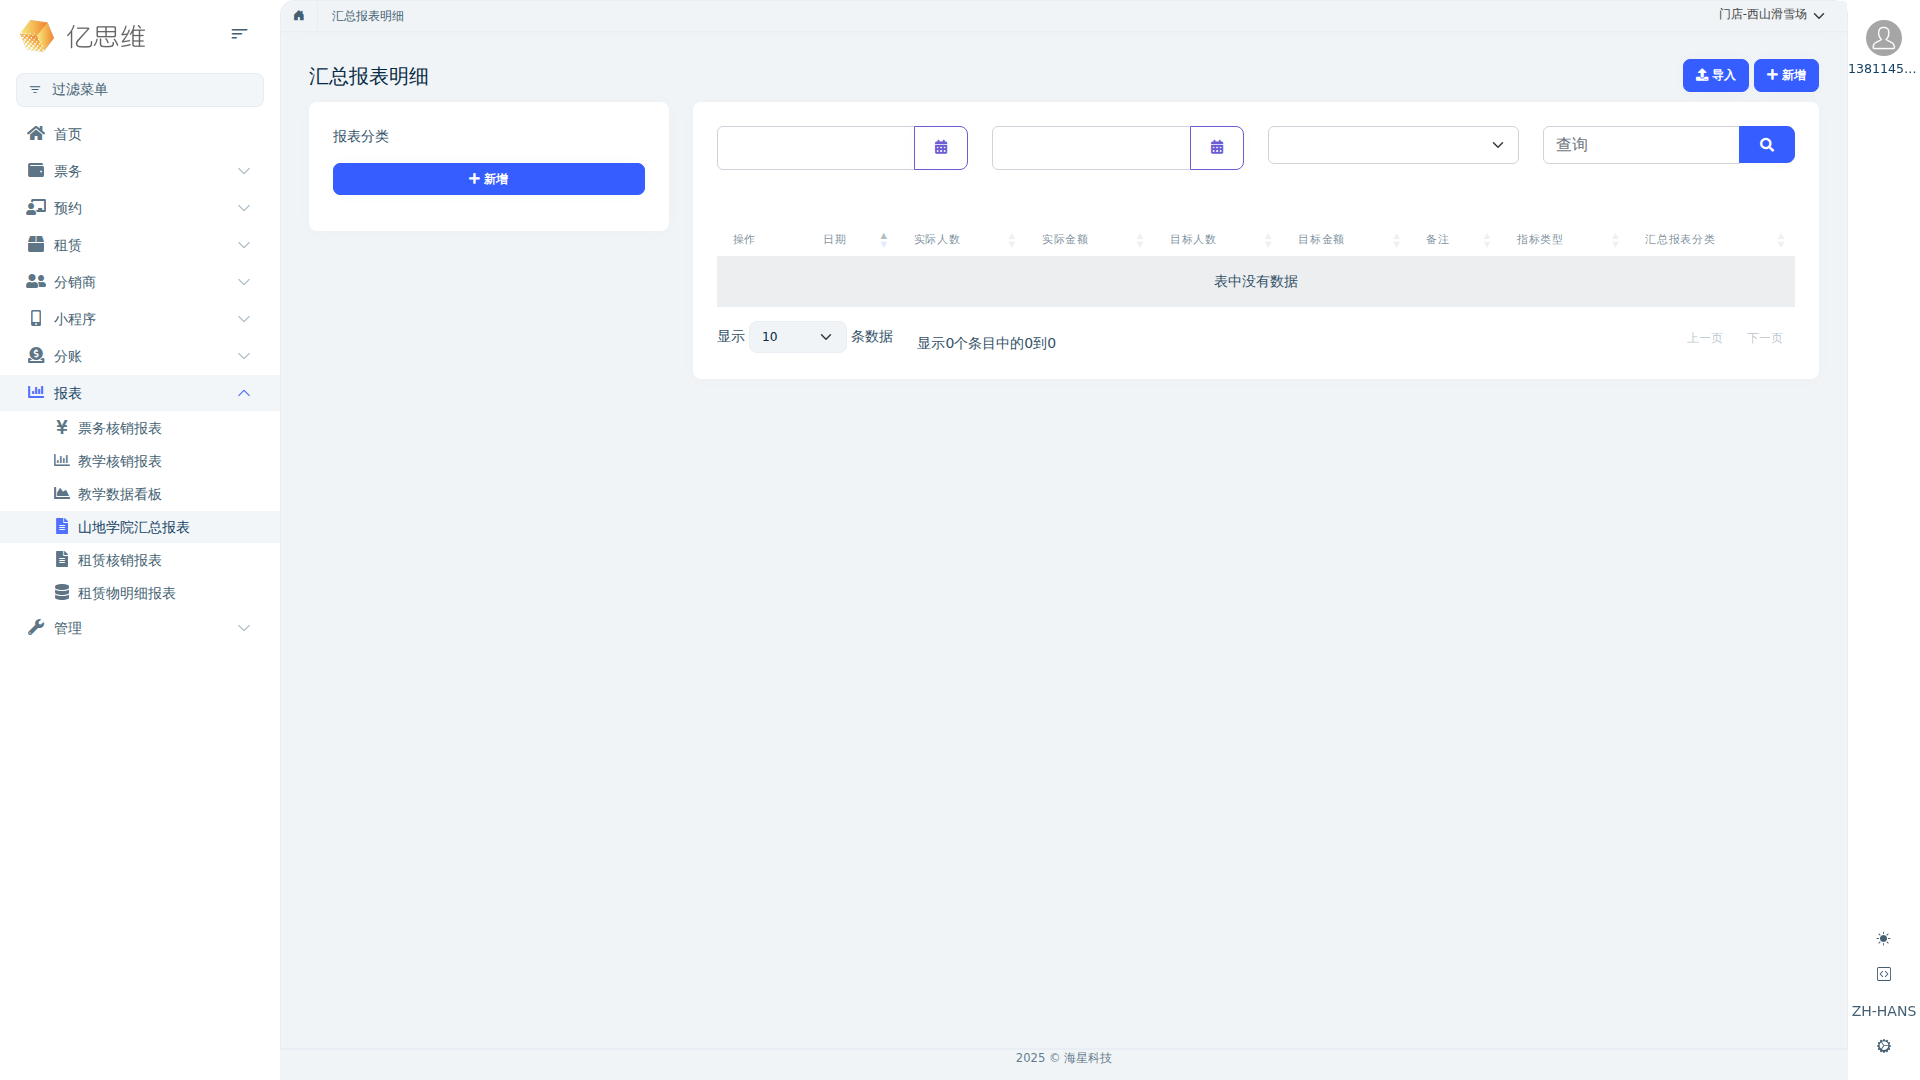 亿思维
过滤菜单
首页
票务
预约
租赁
分销商
小程序
分账
报表
票务核销报表
教学核销报表
教学数据看板
山地学院汇总报表
租赁核销报表
租赁物明细报表
管理
汇总报表明细
门店-西山滑雪场
汇总报表明细
导入
新增
报表分类
新增
查询
操作 日期 实际人数 实际金额 目标人数 目标金额 备注 指标类型 汇总报表分类
表中没有数据
显示 10 条数据 显示0个条目中的0到0 上一页 下一页
2025 © 海星科技
1381145...
ZH-HANS